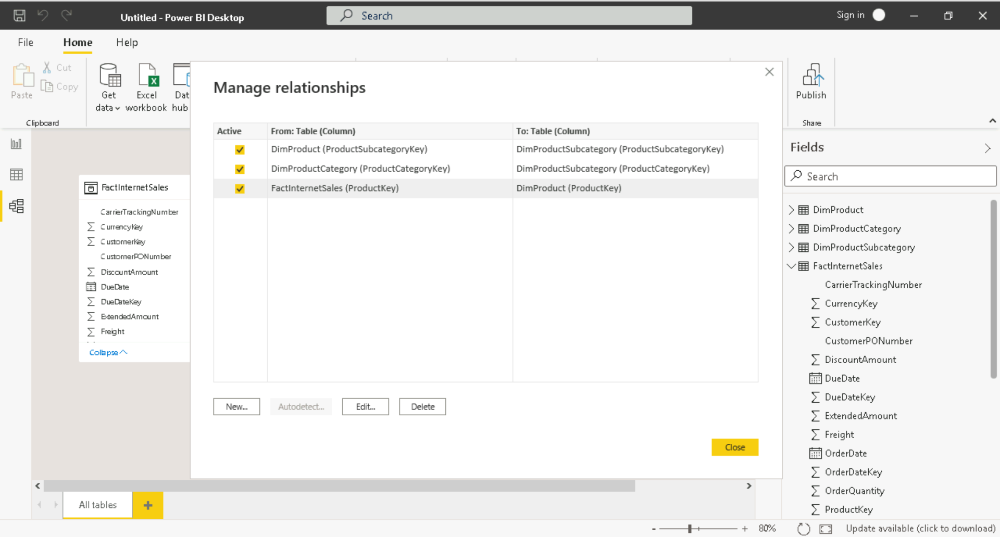 Untitled - Power BI Desktop
Search
Sign in
File
Home
Help
Paste
Cut
Copy
Clipboard
Get
data
Excel
workbook
Dat
hub
Publish
Share
Manage relationships
Active
From: Table (Column)
To: Table (Column)
DimProduct (ProductSubcategoryKey)
DimProductSubcategory (ProductSubcategoryKey)
DimProductCategory (ProductCategoryKey)
DimProductSubcategory (ProductCategoryKey)
FactInternetSales (ProductKey)
DimProduct (ProductKey)
New...
Autodetect...
Edit...
Delete
Close
FactInternetSales
CarrierTrackingNumber
CurrencyKey
CustomerKey
CustomerPONumber
DiscountAmount
DueDate
DueDateKey
ExtendedAmount
Freight
Collapse
Fields
Search
DimProduct
DimProductCategory
DimProductSubcategory
FactInternetSales
CarrierTrackingNumber
CurrencyKey
CustomerKey
CustomerPONumber
DiscountAmount
DueDate
DueDateKey
ExtendedAmount
Freight
OrderDate
OrderDateKey
OrderQuantity
ProductKey
All tables
- + 80%
Update available (click to download)